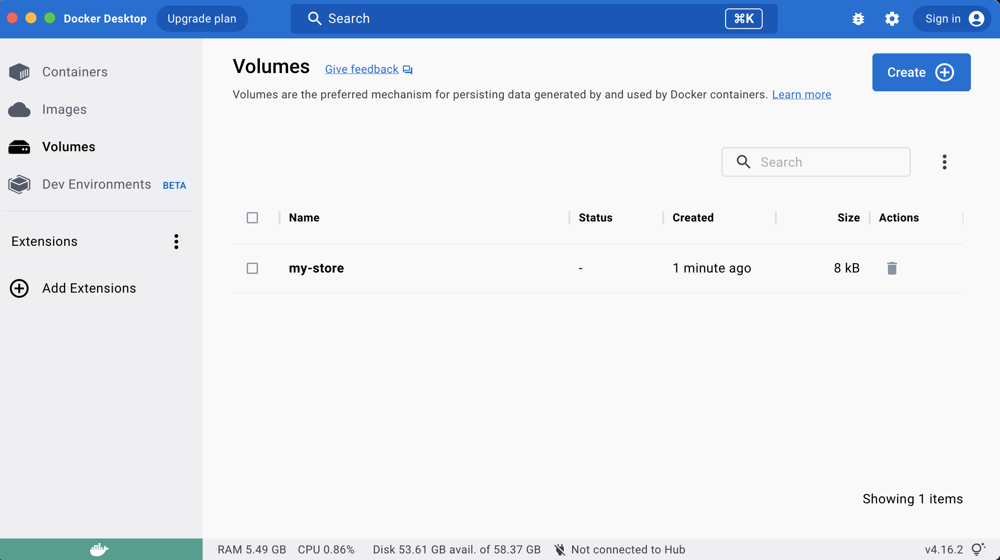 Docker Desktop
Upgrade plan
Search
⌘K
Sign in
Containers
Images
Volumes
Dev Environments BETA
Extensions
Add Extensions
Volumes Give feedback
Volumes are the preferred mechanism for persisting data generated by and used by Docker containers. Learn more
Create
Search
Name Status Created Size Actions
my-store - 1 minute ago 8 kB
Showing 1 items
RAM 5.49 GB CPU 0.86% Disk 53.61 GB avail. of 58.37 GB Not connected to Hub v4.16.2